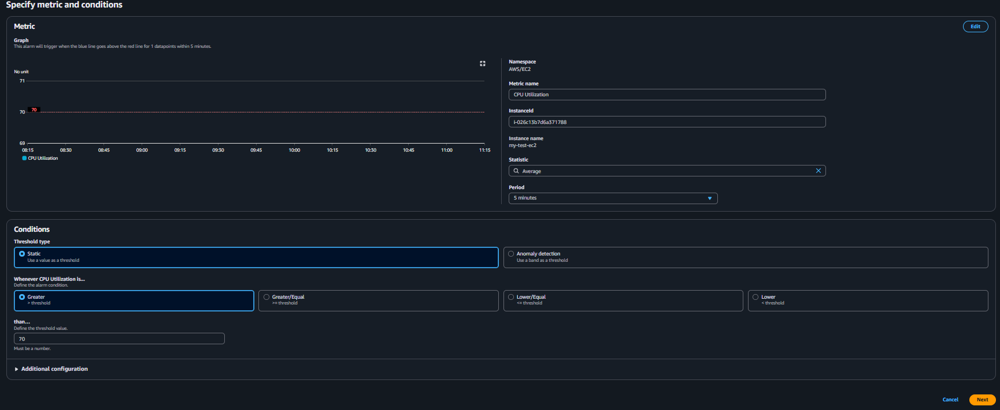 Specify metric and conditions
Metric
Edit
Graph
This alarm will trigger when the blue line goes above the red line for 1 datapoints within 5 minutes.
No unit
71
70
70
69
08:15 08:30 08:45 09:00 09:15 09:30 09:45 10:00 10:15 10:30 10:45 11:00 11:15
CPU Utilization
Namespace
AWS/EC2
Metric name
CPU Utilization
InstanceId
i-026c13b7d6a371788
Instance name
my-test-ec2
Statistic
Average
Period
5 minutes
Conditions
Threshold type
Static
Use a value as a threshold
Anomaly detection
Use a band as a threshold
Whenever CPU Utilization is...
Define the alarm condition.
Greater
> threshold
Greater/Equal
>= threshold
Lower/Equal
<= threshold
Lower
< threshold
than...
Define the threshold value.
70
Must be a number.
Additional configuration
Cancel
Next